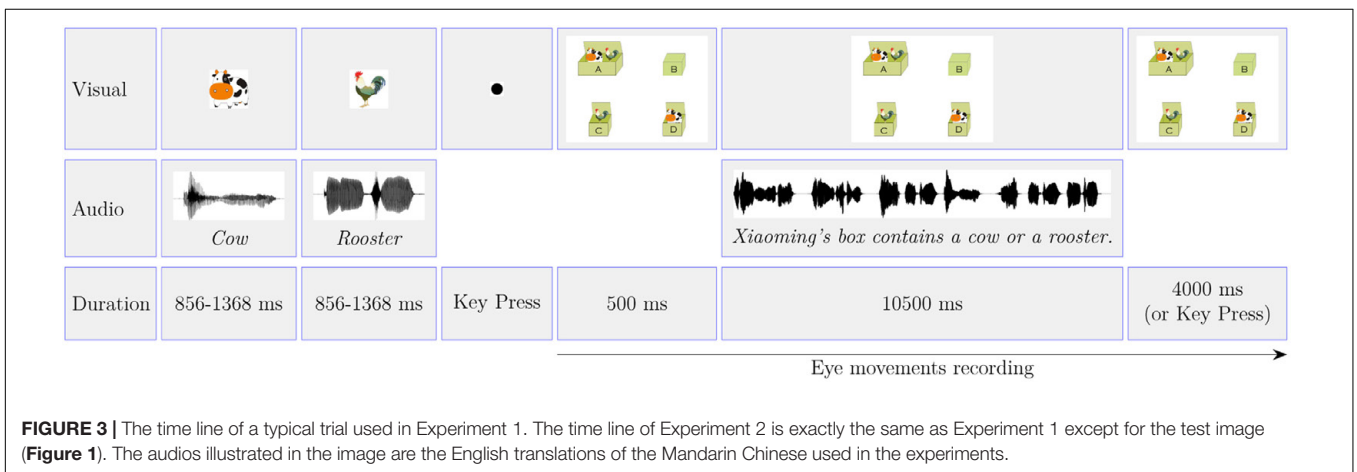 Visual
A B
C D
A B
C D
A B
C D
Audio
Cow
Rooster
Xiaoming's box contains a cow or a rooster.
Duration
856-1368 ms
856-1368 ms
Key Press
500 ms
10500 ms
4000 ms
(or Key Press)
Eye movements recording
FIGURE 3 | The time line of a typical trial used in Experiment 1. The time line of Experiment 2 is exactly the same as Experiment 1 except for the test image
(Figure 1). The audios illustrated in the image are the English translations of the Mandarin Chinese used in the experiments.